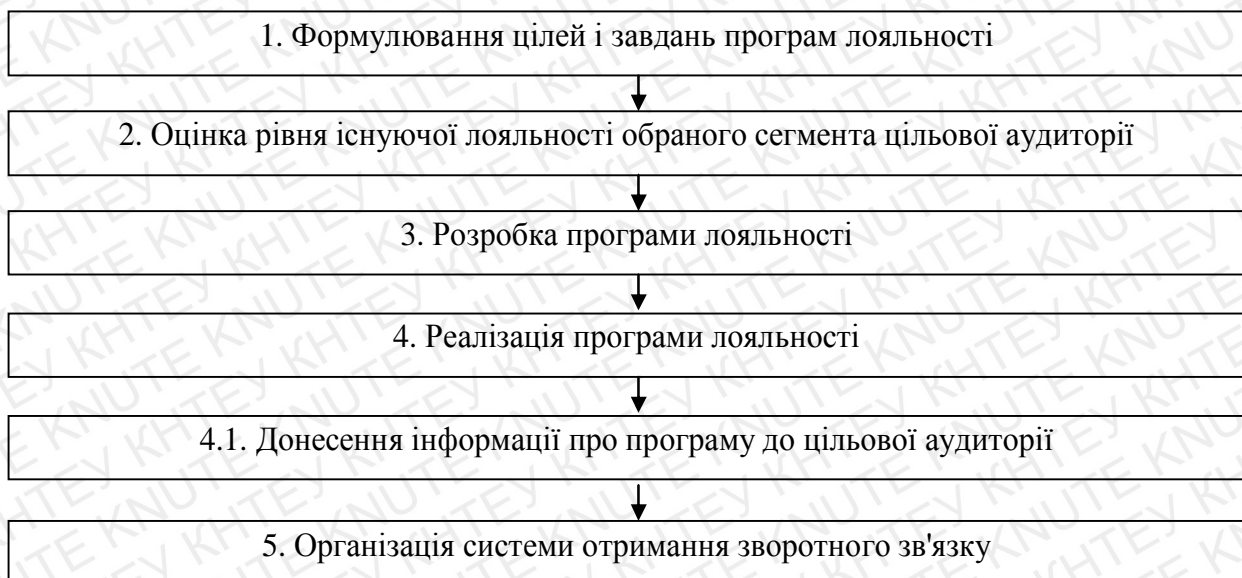 1. Формулювання цілей і завдань програм лояльності
2. Оцінка рівня існуючої лояльності обраного сегмента цільової аудиторії
3. Розробка програми лояльності
4. Реалізація програми лояльності
4.1. Донесення інформації про програму до цільової аудиторії
5. Організація системи отримання зворотного зв'язку